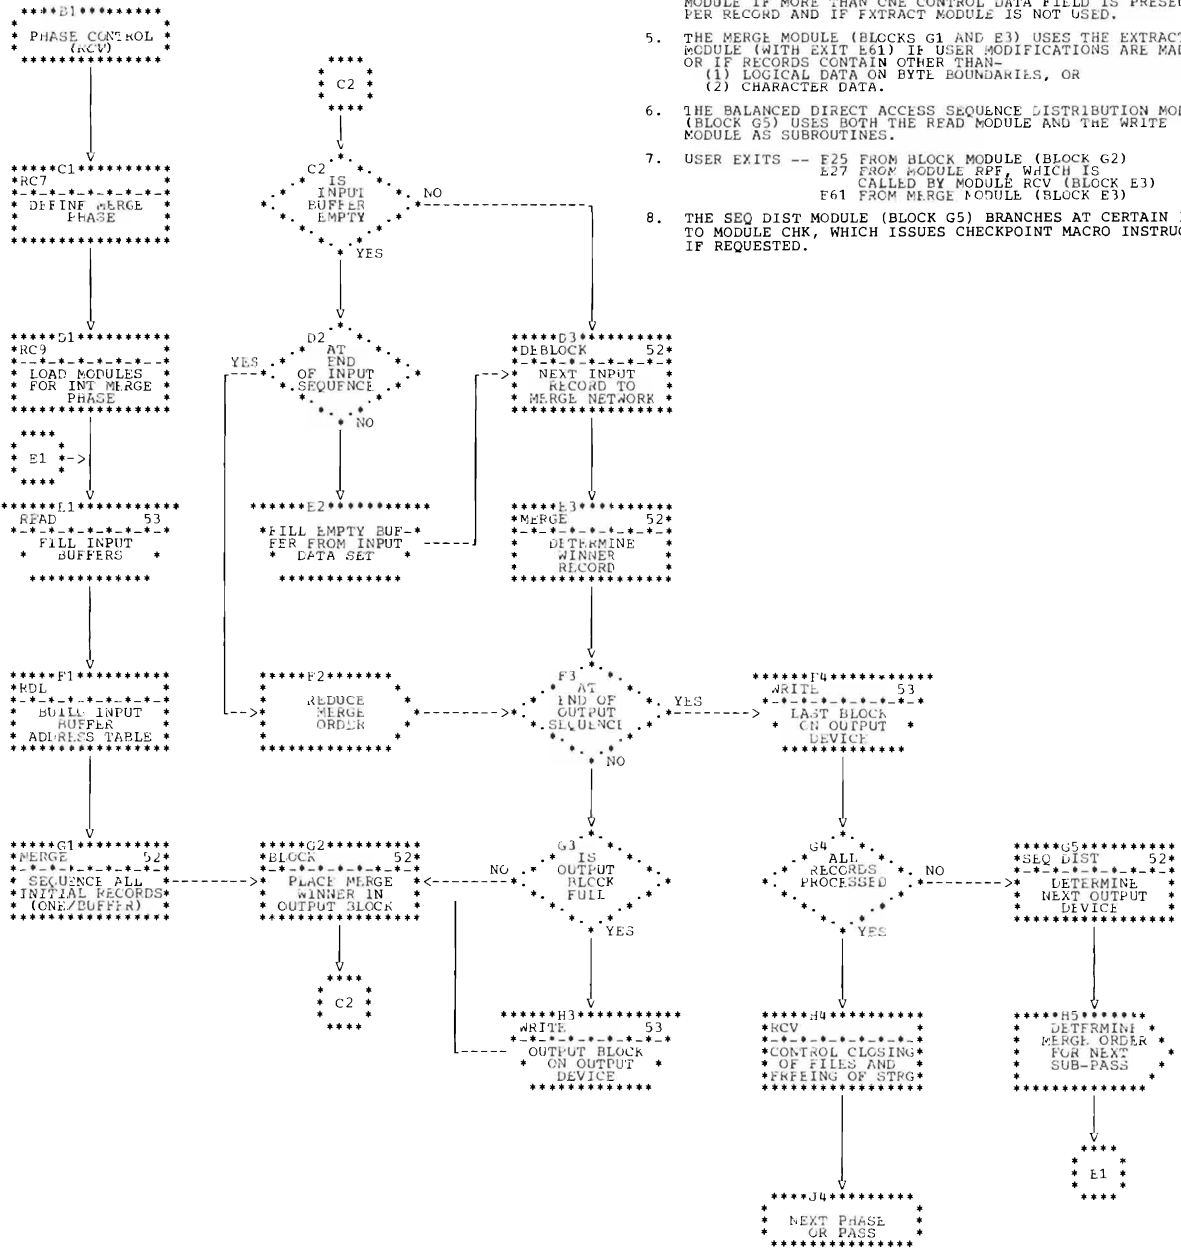 B1
PHASE CONTROL
(RCV)
C1
RC7
DEFINE MERGE
PHASE
D1
RC9
LOAD MODULES
FOR INT MERGE
PHASE
E1
E1
READ 53
FILL INPUT
BUFFERS
F1
RDL
BUILD INPUT
BUFFER
ADDRESS TABLE
G1
MERGE 52
SEQUENCE ALL
INITIAL RECORDS
(ONE/BUFFER)
C2
C2
IS
INPUT
BUFFER
EMPTY
NO
YES
D2
AT
END
OF INPUT
SEQUENCE
YES
NO
E2
FILL EMPTY BUF-
FER FROM INPUT
DATA SET
F2
REDUCE
MERGE
ORDER
G2
BLOCK 52
PLACE MERGE
WINNER IN
OUTPUT BLOCK
C2
D3
DEBLOCK 52
NEXT INPUT
RECORD TO
MERGE NETWORK
E3
MERGE 52
DETERMINE
WINNER
RECORD
F3
AT
END OF
OUTPUT
SEQUENCE
YES
NO
G3
IS
OUTPUT
BLOCK
FULL
NO
YES
H3
WRITE 53
OUTPUT BLOCK
ON OUTPUT
DEVICE
F4
WRITE 53
LAST BLOCK
ON OUTPUT
DEVICE
G4
ALL
RECORDS
PROCESSED
NO
YES
H4
RCV
CONTROL CLOSING
OF FILES AND
FREEING OF STRG
J4
NEXT PHASE
OR PASS
G5
SEQ DIST 52
DETERMINE
NEXT OUTPUT
DEVICE
H5
DETERMINE
MERGE ORDER
FOR NEXT
SUB-PASS
E1
MODULE IF MORE THAN ONE CONTROL DATA FIELD IS
PER RECORD AND IF EXTRACT MODULE IS NOT USED.
5. THE MERGE MODULE (BLOCKS G1 AND E3) USES THE EXTRACT
MODULE (WITH EXIT E61) IF USER MODIFICATIONS ARE
OR IF RECORDS CONTAIN OTHER THAN-
(1) LOGICAL DATA ON BYTE BOUNDARIES, OR
(2) CHARACTER DATA.
6. THE BALANCED DIRECT ACCESS SEQUENCE DISTRIBUTION
(BLOCK G5) USES BOTH THE READ MODULE AND THE WRITE
MODULE AS SUBROUTINES.
7. USER EXITS -- E25 FROM BLOCK MODULE (BLOCK G2)
E27 FROM MODULE RPF, WHICH IS
CALLED BY MODULE RCV (BLOCK E3)
E61 FROM MERGE MODULE (BLOCK E3)
8. THE SEQ DIST MODULE (BLOCK G5) BRANCHES AT CERTAIN
TO MODULE CHK, WHICH ISSUES CHECKPOINT MACRO
IF REQUESTED.